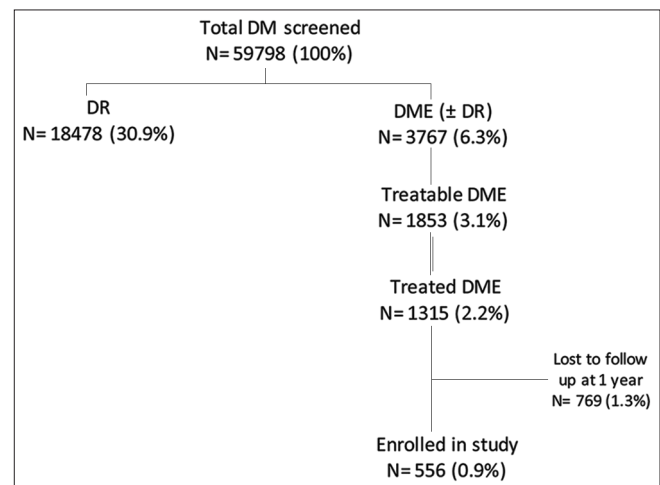 Total DM screened
N= 59798 (100%)
DR
N= 18478 (30.9%)
DME (± DR)
N= 3767 (6.3%)
Treatable DME
N= 1853 (3.1%)
Treated DME
N= 1315 (2.2%)
Lost to follow
up at 1 year
N= 769 (1.3%)
Enrolled in study
N= 556 (0.9%)